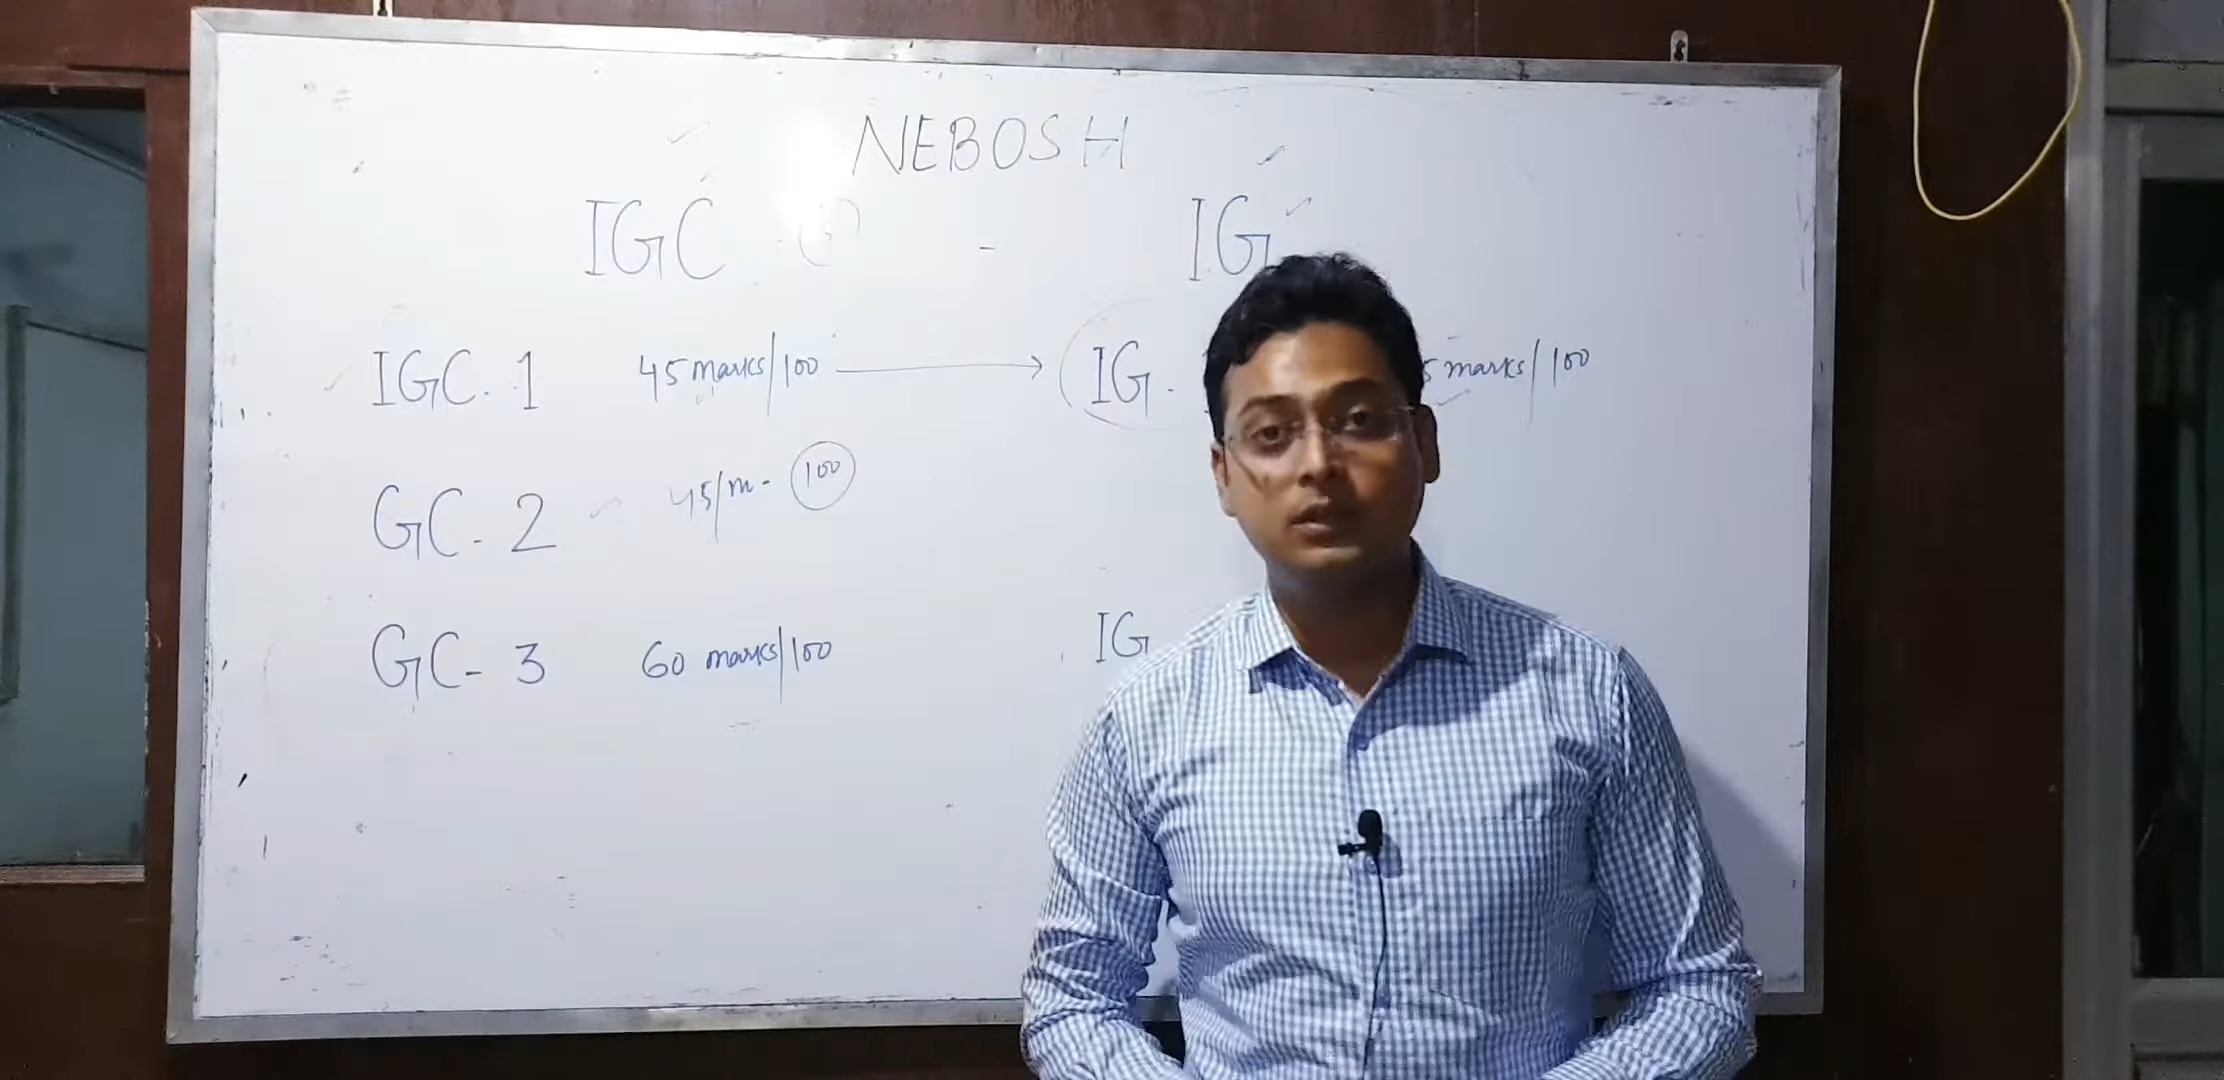 NEBOSH
IGC - IG
IGC. 1 45 marks/100 → IG. 5 marks/100
GC- 2 45/m - 100
GC- 3 60 marks/100 IG